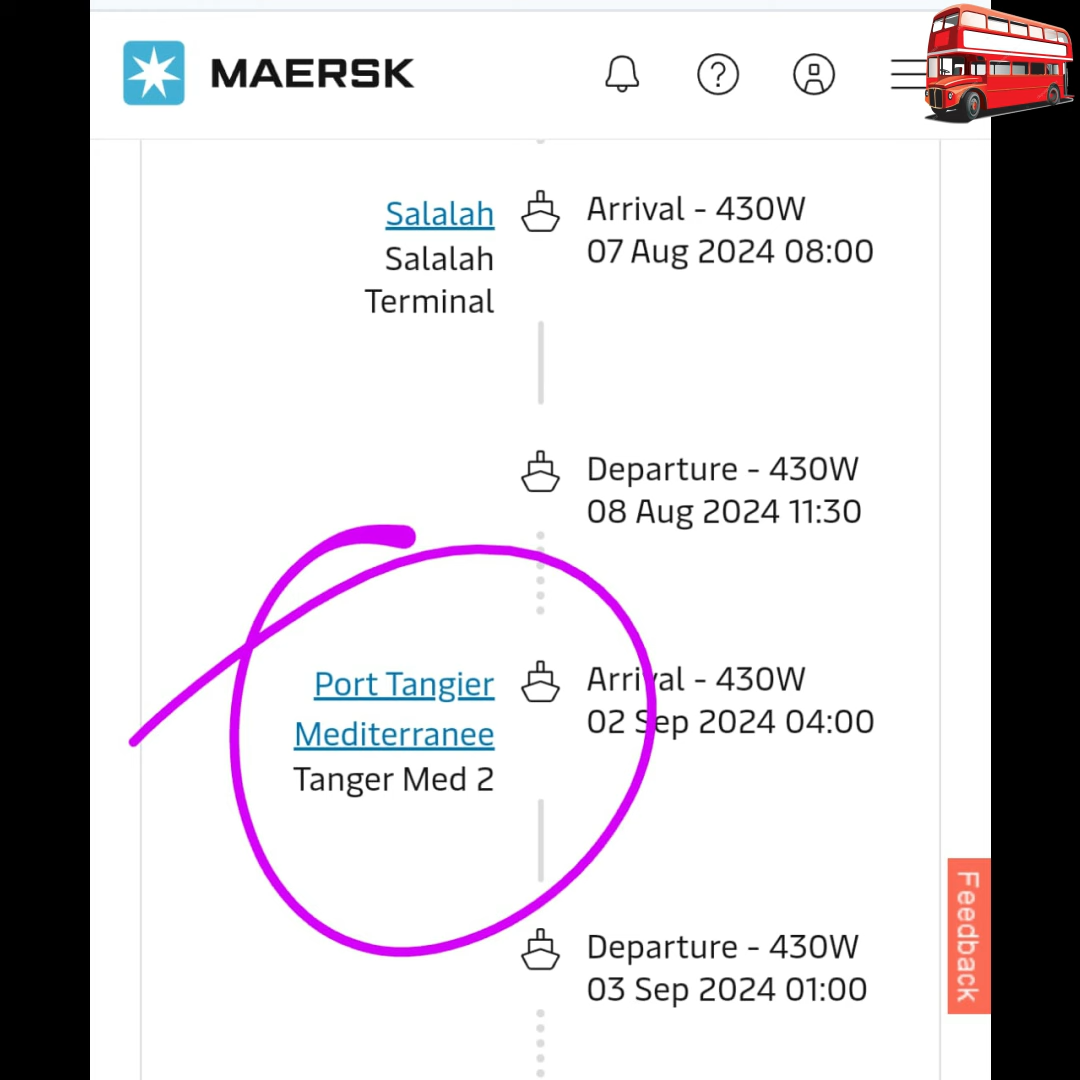 MAERSK
Salalah
Salalah
Terminal
Arrival - 430W
07 Aug 2024 08:00
Departure - 430W
08 Aug 2024 11:30
Port Tangier
Mediterranee
Tanger Med 2
Arrival - 430W
02 Sep 2024 04:00
Departure - 430W
03 Sep 2024 01:00
Feedback